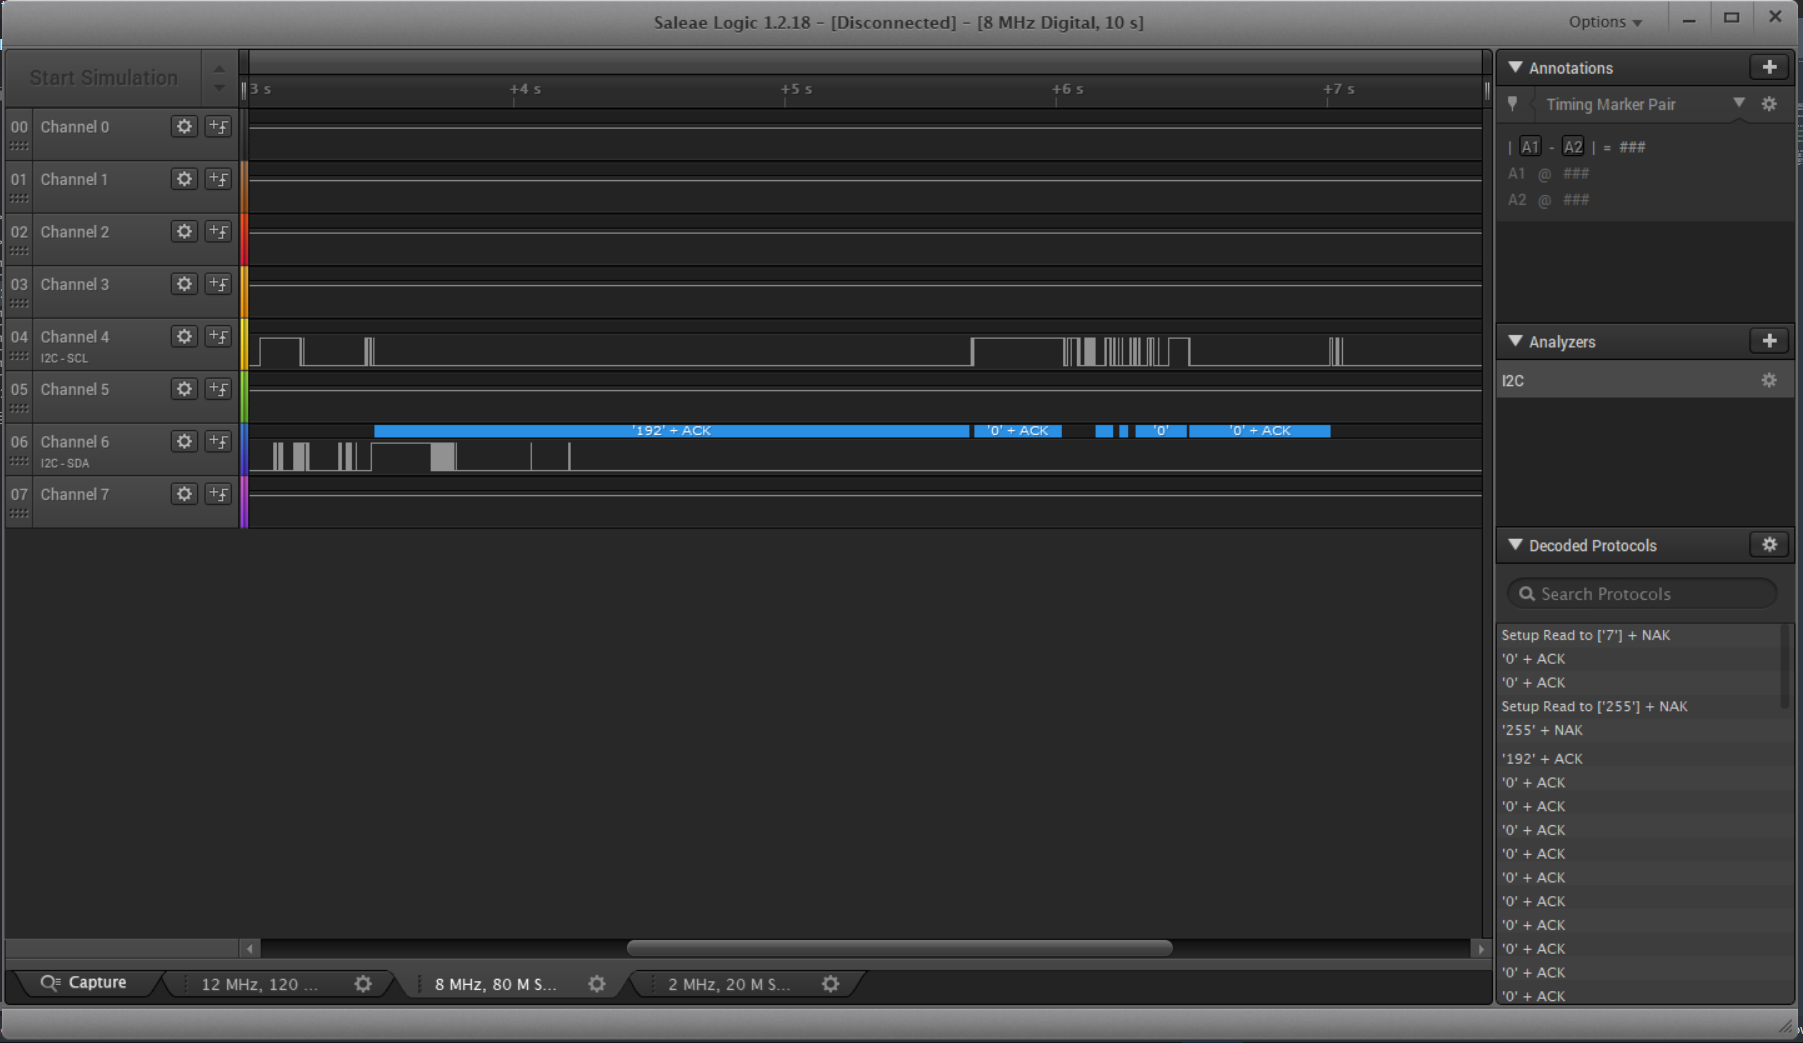 Saleae Logic 1.2.18 - [Disconnected] - [8 MHz Digital, 10 s]
Options
Start Simulation
3 s
+4 s
+5 s
+6 s
+7 s
00 Channel 0
01 Channel 1
02 Channel 2
03 Channel 3
04 Channel 4
I2C - SCL
05 Channel 5
06 Channel 6
I2C - SDA
'192' + ACK
'0' + ACK
'0'
'0' + ACK
07 Channel 7
Capture
12 MHz, 120 ...
8 MHz, 80 M S...
2 MHz, 20 M S...
Annotations
Timing Marker Pair
| A1 - A2 | = ###
A1 @ ###
A2 @ ###
Analyzers
I2C
Decoded Protocols
Search Protocols
Setup Read to ['7'] + NAK
'0' + ACK
'0' + ACK
Setup Read to ['255'] + NAK
'255' + NAK
'192' + ACK
'0' + ACK
'0' + ACK
'0' + ACK
'0' + ACK
'0' + ACK
'0' + ACK
'0' + ACK
'0' + ACK
'0' + ACK
'0' + ACK